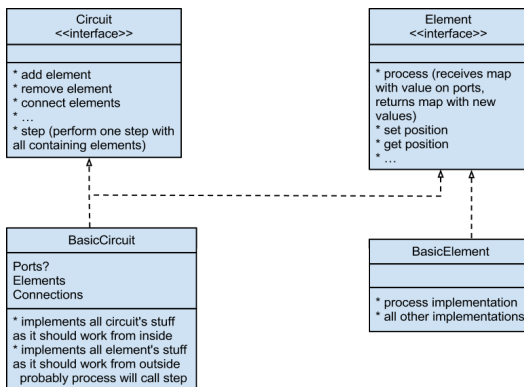 Circuit
<<interface>>
* add element
* remove element
* connect elements
* ...
* step (perform one step with
all containing elements)
Element
<<interface>>
* process (receives map
with value on ports,
returns map with new
values)
* set position
* get position
* ...
BasicCircuit
Ports?
Elements
Connections
* implements all circuit's stuff
as it should work from inside
* implements all element's stuff
as it should work from outside
probably process will call step
BasicElement
* process implementation
* all other implementations